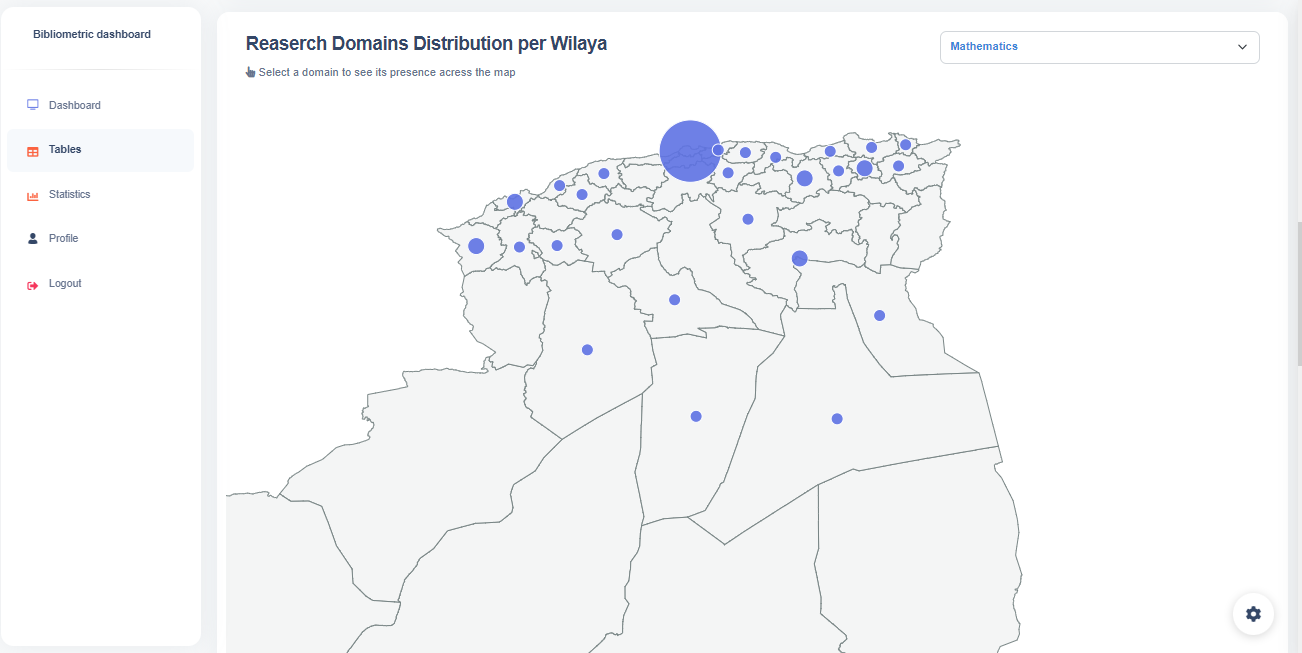 Bibliometric dashboard
Dashboard
Tables
Statistics
Profile
Logout
Reaserch Domains Distribution per Wilaya
Select a domain to see its presence acrass the map
Mathematics